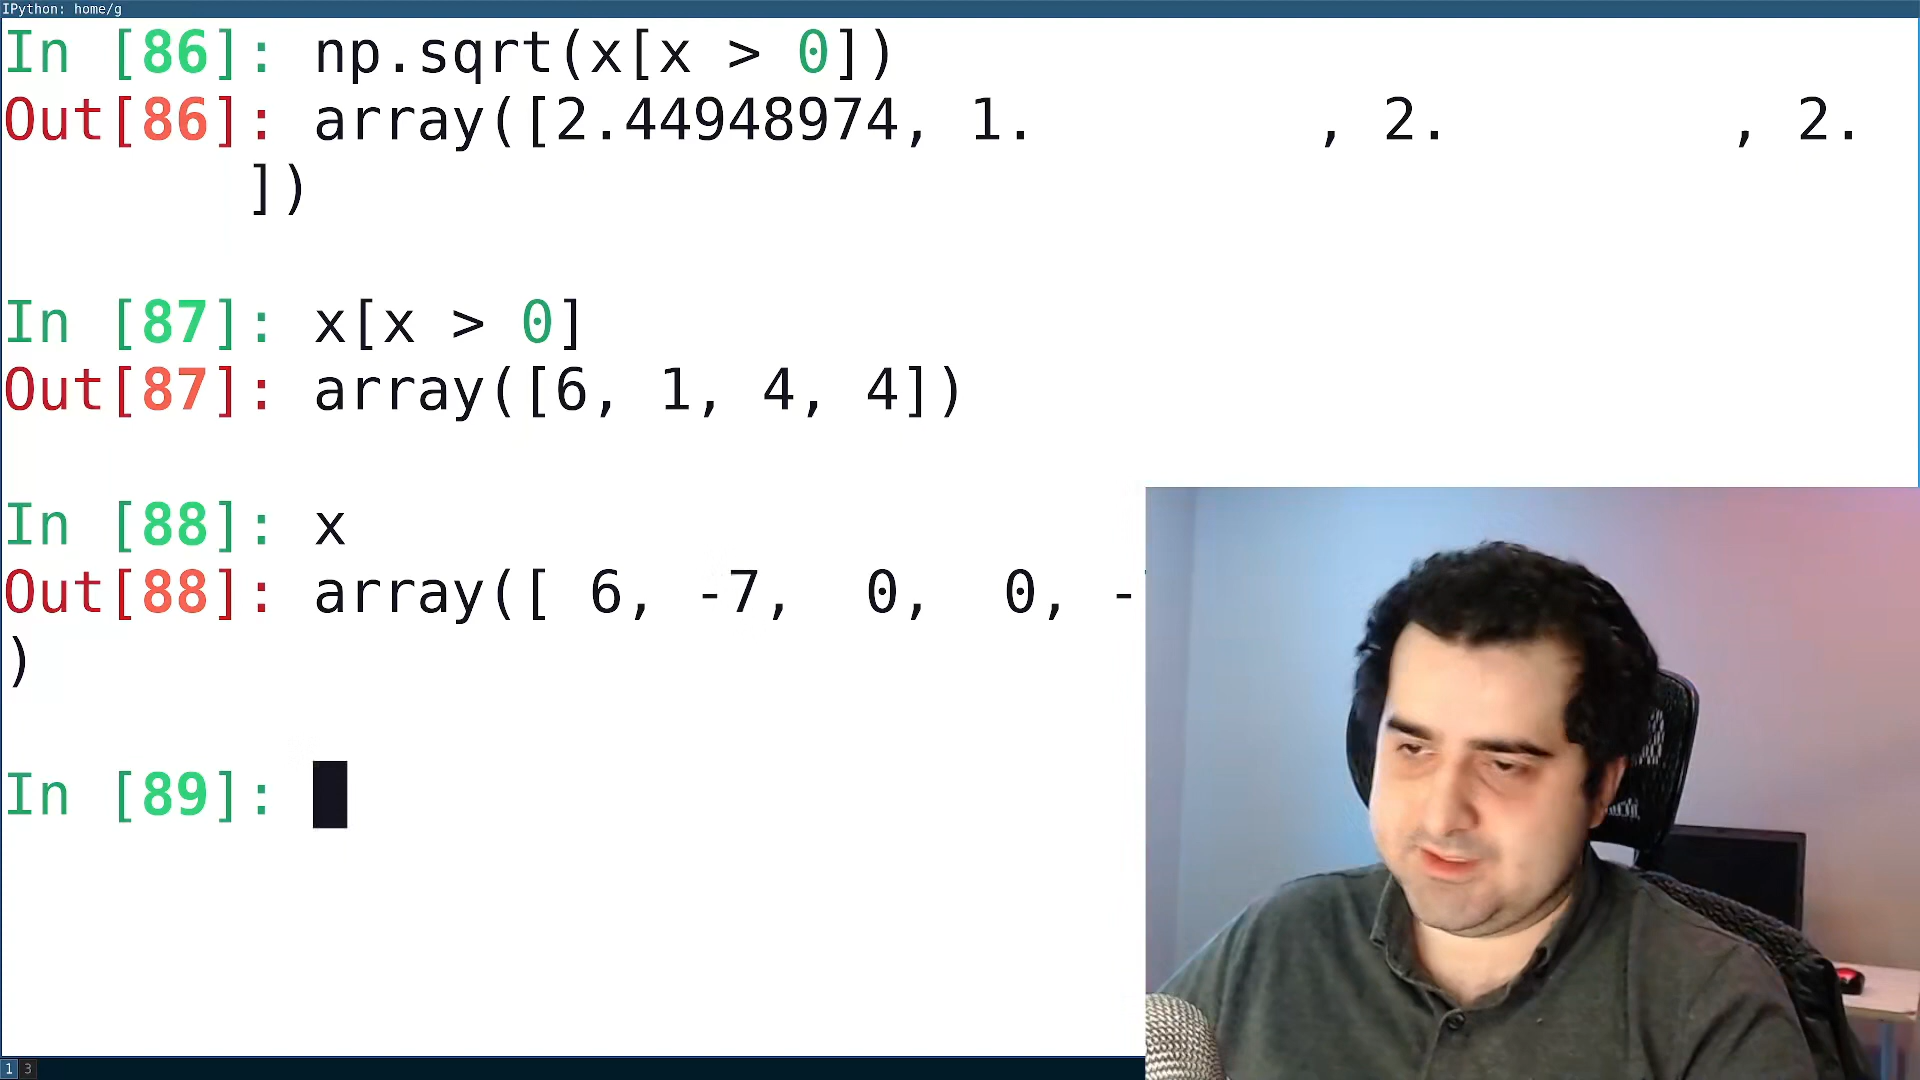 IPython: home/g
In [86]: np.sqrt(x[x > 0])
Out[86]: array([2.44948974, 1.        , 2.        , 2.
])
In [87]: x[x > 0]
Out[87]: array([6, 1, 4, 4])
In [88]: x
Out[88]: array([ 6, -7,  0,  0, -
)
In [89]:
1 3